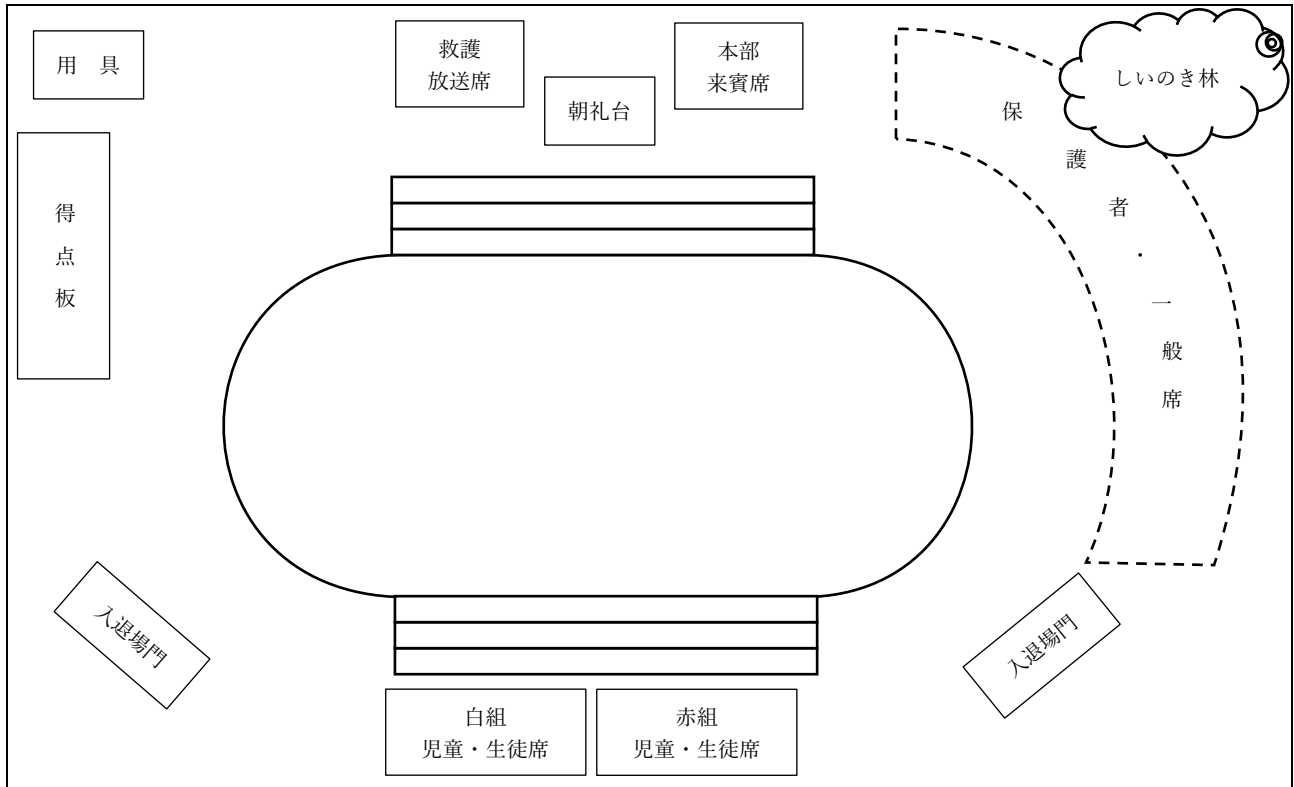 用　具
救護
放送席
朝礼台
本部
来賓席
しいのき林
保護者・一般席
得点板
入退場門
入退場門
白組
児童・生徒席
赤組
児童・生徒席